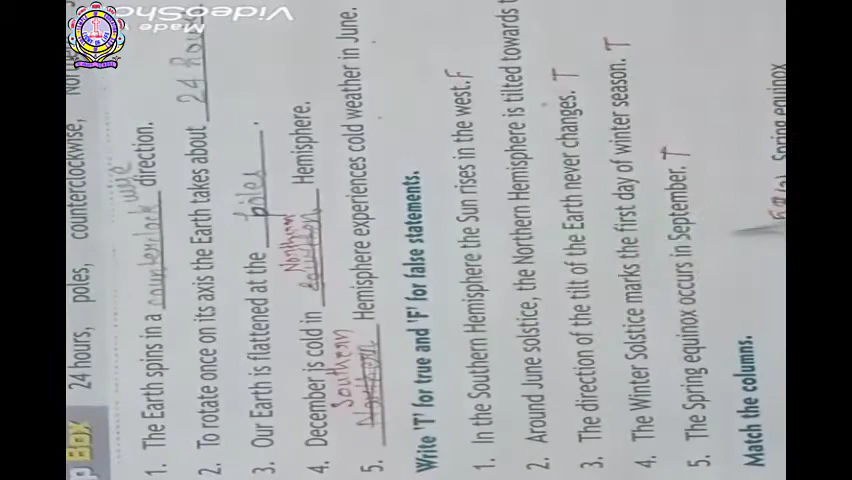 24 hours, poles, counterclockwise,
Box
1. The Earth spins in a counterclockwise direction.
2. To rotate once on its axis the Earth takes about 24 Hours.
3. Our Earth is flattened at the poles.
4. December is cold in Northern Hemisphere.
5. Northern Southern Hemisphere experiences cold weather in June.
Write 'T' for true and 'F' for false statements.
1. In the Southern Hemisphere the Sun rises in the west. F
2. Around June solstice, the Northern Hemisphere is tilted towards
3. The direction of the tilt of the Earth never changes. T
4. The Winter Solstice marks the first day of winter season. T
5. The Spring equinox occurs in September. T
Match the columns.
Spring equinox
VideoSho
Made